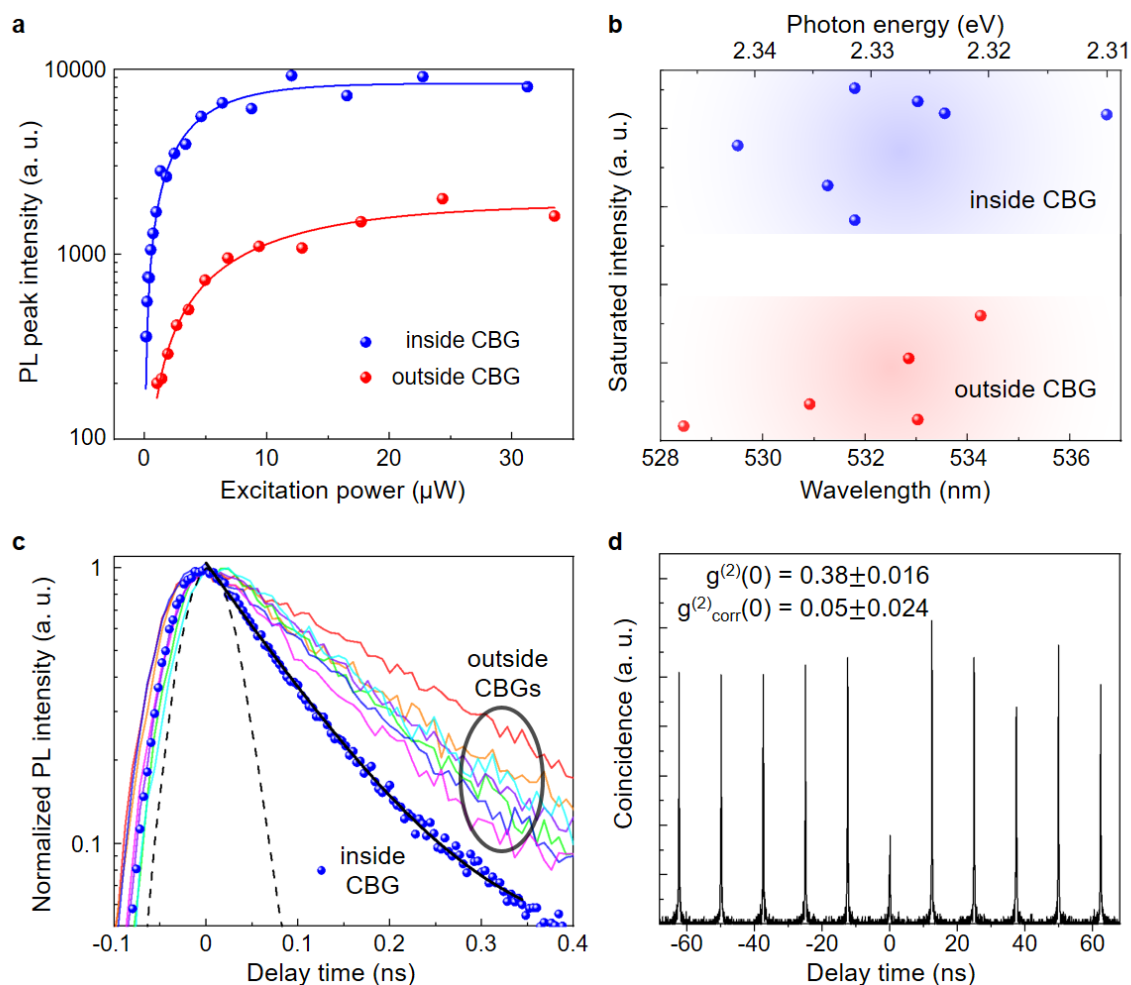 a
PL peak intensity (a. u.)
10000
1000
100
inside CBG
outside CBG
0
10
20
30
Excitation power (µW)
b
Photon energy (eV)
2.34
2.33
2.32
2.31
Saturated intensity (a. u.)
inside CBG
outside CBG
528
530
532
534
536
Wavelength (nm)
c
Normalized PL intensity (a. u.)
1
0.1
outside
CBGs
inside
CBG
-0.1
0
0.1
0.2
0.3
0.4
Delay time (ns)
d
g(2)(0) = 0.38±0.016
g(2)corr(0) = 0.05±0.024
Coincidence (a. u.)
-60
-40
-20
0
20
40
60
Delay time (ns)